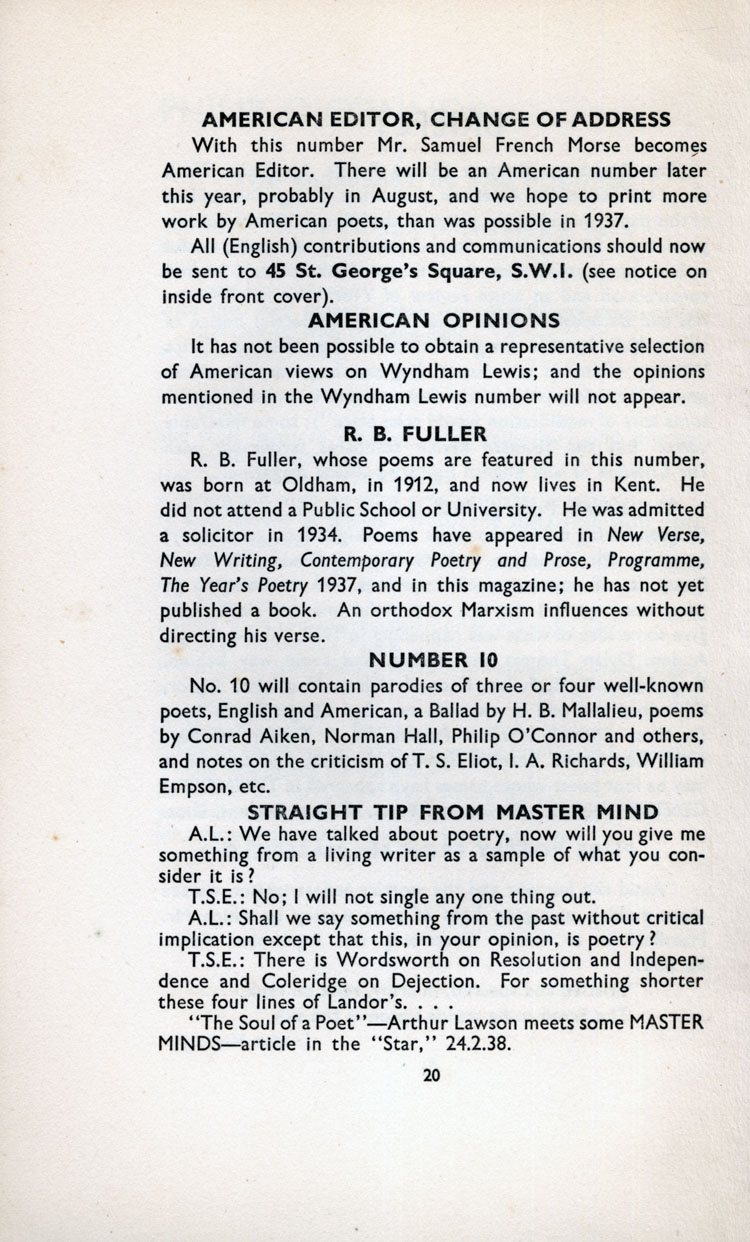 AMERICAN EDITOR, CHANGE OF ADDRESS
With this number Mr. Samuel French Morse becomes
American Editor. There will be an American number later
this year, probably in August, and we hope to print more
work by American poets, than was possible in 1937.
All (English) contributions and communications should now
be sent to 45 St. George's Square, S.W.I. (see notice on
inside front cover).
AMERICAN OPINIONS
It has not been possible to obtain a representative selection
of American views on Wyndham Lewis; and the opinions
mentioned in the Wyndham Lewis number will not appear.
R. B. FULLER
R. B. Fuller, whose poems are featured in this number,
was born at Oldham, in 1912, and now lives in Kent. He
did not attend a Public School or University. He was admitted
a solicitor in 1934. Poems have appeared in New Verse,
New Writing, Contemporary Poetry and Prose, Programme,
The Year's Poetry 1937, and in this magazine; he has not yet
published a book. An orthodox Marxism influences without
directing his verse.
NUMBER 10
No. 10 will contain parodies of three or four well-known
poets, English and American, a Ballad by H. B. Mallalieu, poems
by Conrad Aiken, Norman Hall, Philip O'Connor and others,
and notes on the criticism of T. S. Eliot, I. A. Richards, William
Empson, etc.
STRAIGHT TIP FROM MASTER MIND
A.L.: We have talked about poetry, now will you give me
something from a living writer as a sample of what you con-
sider it is?
T.S.E.: No; I will not single any one thing out.
A.L.: Shall we say something from the past without critical
implication except that this, in your opinion, is poetry?
T.S.E.: There is Wordsworth on Resolution and Indepen-
dence and Coleridge on Dejection. For something shorter
these four lines of Landor's. . . .
"The Soul of a Poet"—Arthur Lawson meets some MASTER
MINDS—article in the "Star," 24.2.38.
20